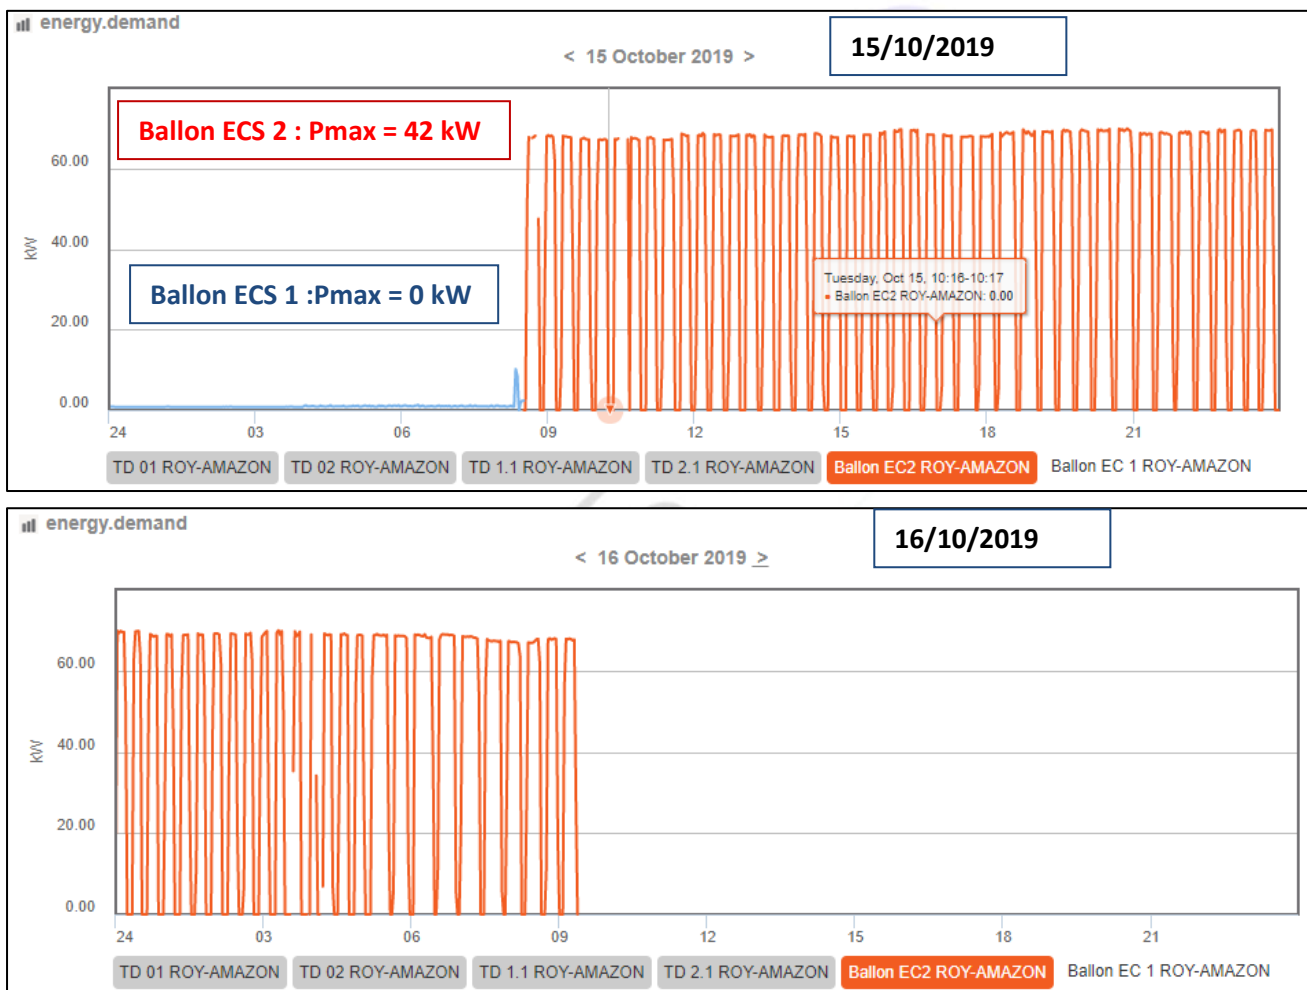 energy.demand
15/10/2019
< 15 October 2019 >
Ballon ECS 2 : Pmax = 42 kW
60.00
40.00
kW
Ballon ECS 1 :Pmax = 0 kW
Tuesday, Oct 15, 10:16-10:17
• Ballon EC2 ROY-AMAZON: 0.00
20.00
0.00
24 03 06 09 12 15 18 21
TD 01 ROY-AMAZON TD 02 ROY-AMAZON TD 1.1 ROY-AMAZON TD 2.1 ROY-AMAZON Ballon EC2 ROY-AMAZON Ballon EC 1 ROY-AMAZON
energy.demand
16/10/2019
< 16 October 2019 >
60.00
40.00
kW
20.00
0.00
24 03 06 09 12 15 18 21
TD 01 ROY-AMAZON TD 02 ROY-AMAZON TD 1.1 ROY-AMAZON TD 2.1 ROY-AMAZON Ballon EC2 ROY-AMAZON Ballon EC 1 ROY-AMAZON